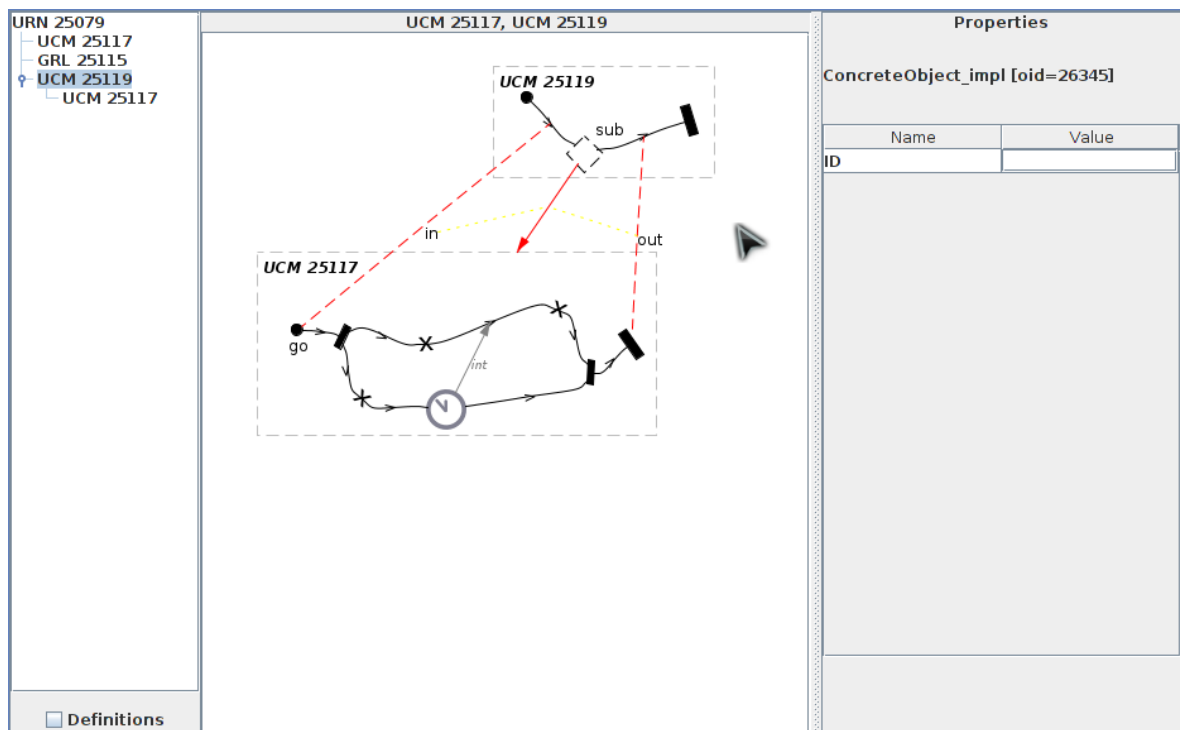 URN 25079
UCM 25117
GRL 25115
UCM 25119
UCM 25117
Definitions
UCM 25117, UCM 25119
UCM 25119
sub
in
out
UCM 25117
go
int
Properties
ConcreteObject_impl [oid=26345]
Name Value
ID